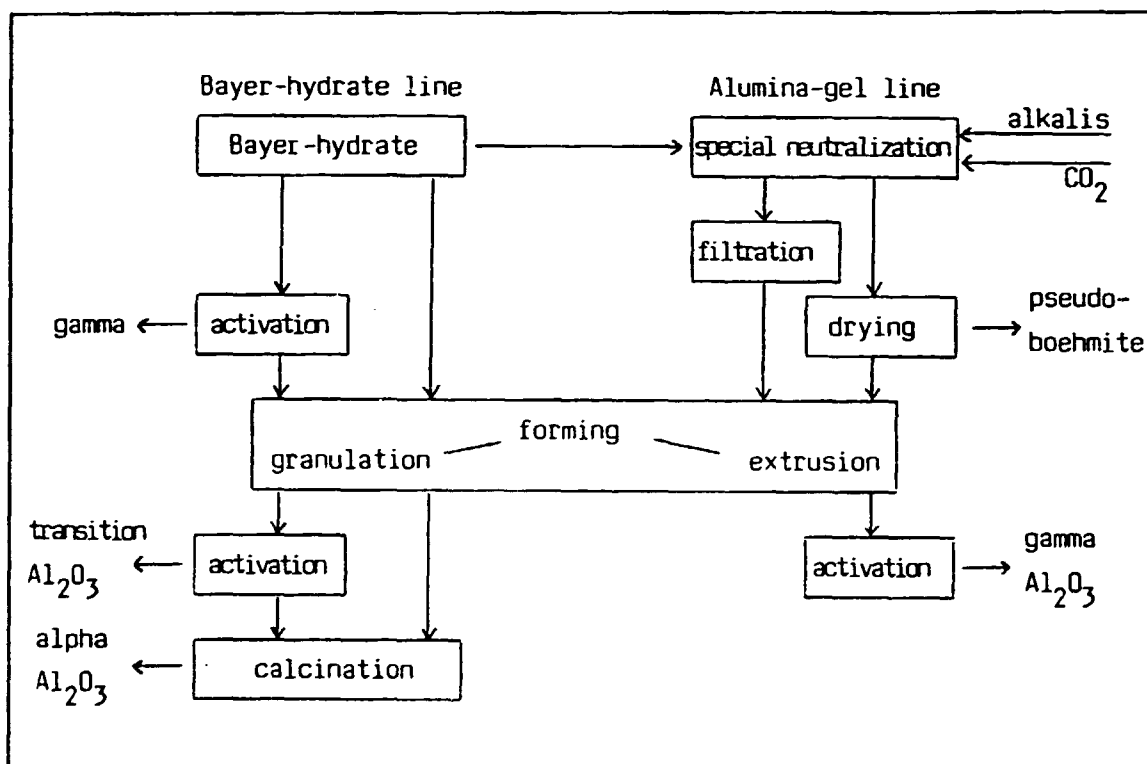 Bayer-hydrate line
Alumina-gel line
Bayer-hydrate
special neutralization
alkalis
CO2
filtration
gamma
activation
drying
pseudo-
boehmite
forming
granulation
extrusion
transition
Al2O3
activation
activation
gamma
Al2O3
alpha
Al2O3
calcination